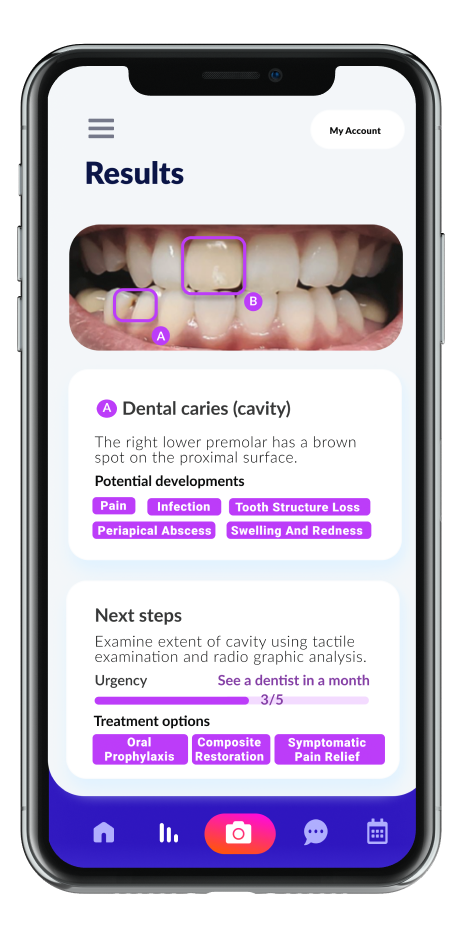 My Account
Results
B
A
A Dental caries (cavity)
The right lower premolar has a brown
spot on the proximal surface.
Potential developments
Pain Infection Tooth Structure Loss
Periapical Abscess Swelling And Redness
Next steps
Examine extent of cavity using tactile
examination and radio graphic analysis.
Urgency See a dentist in a month
3/5
Treatment options
Oral Prophylaxis
Composite Restoration
Symptomatic Pain Relief